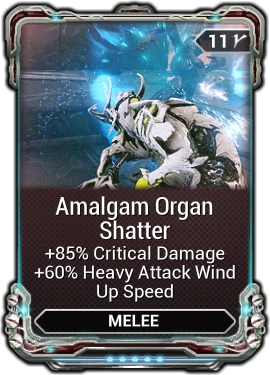 11
Amalgam Organ
Shatter
+85% Critical Damage
+60% Heavy Attack Wind
Up Speed
MELEE